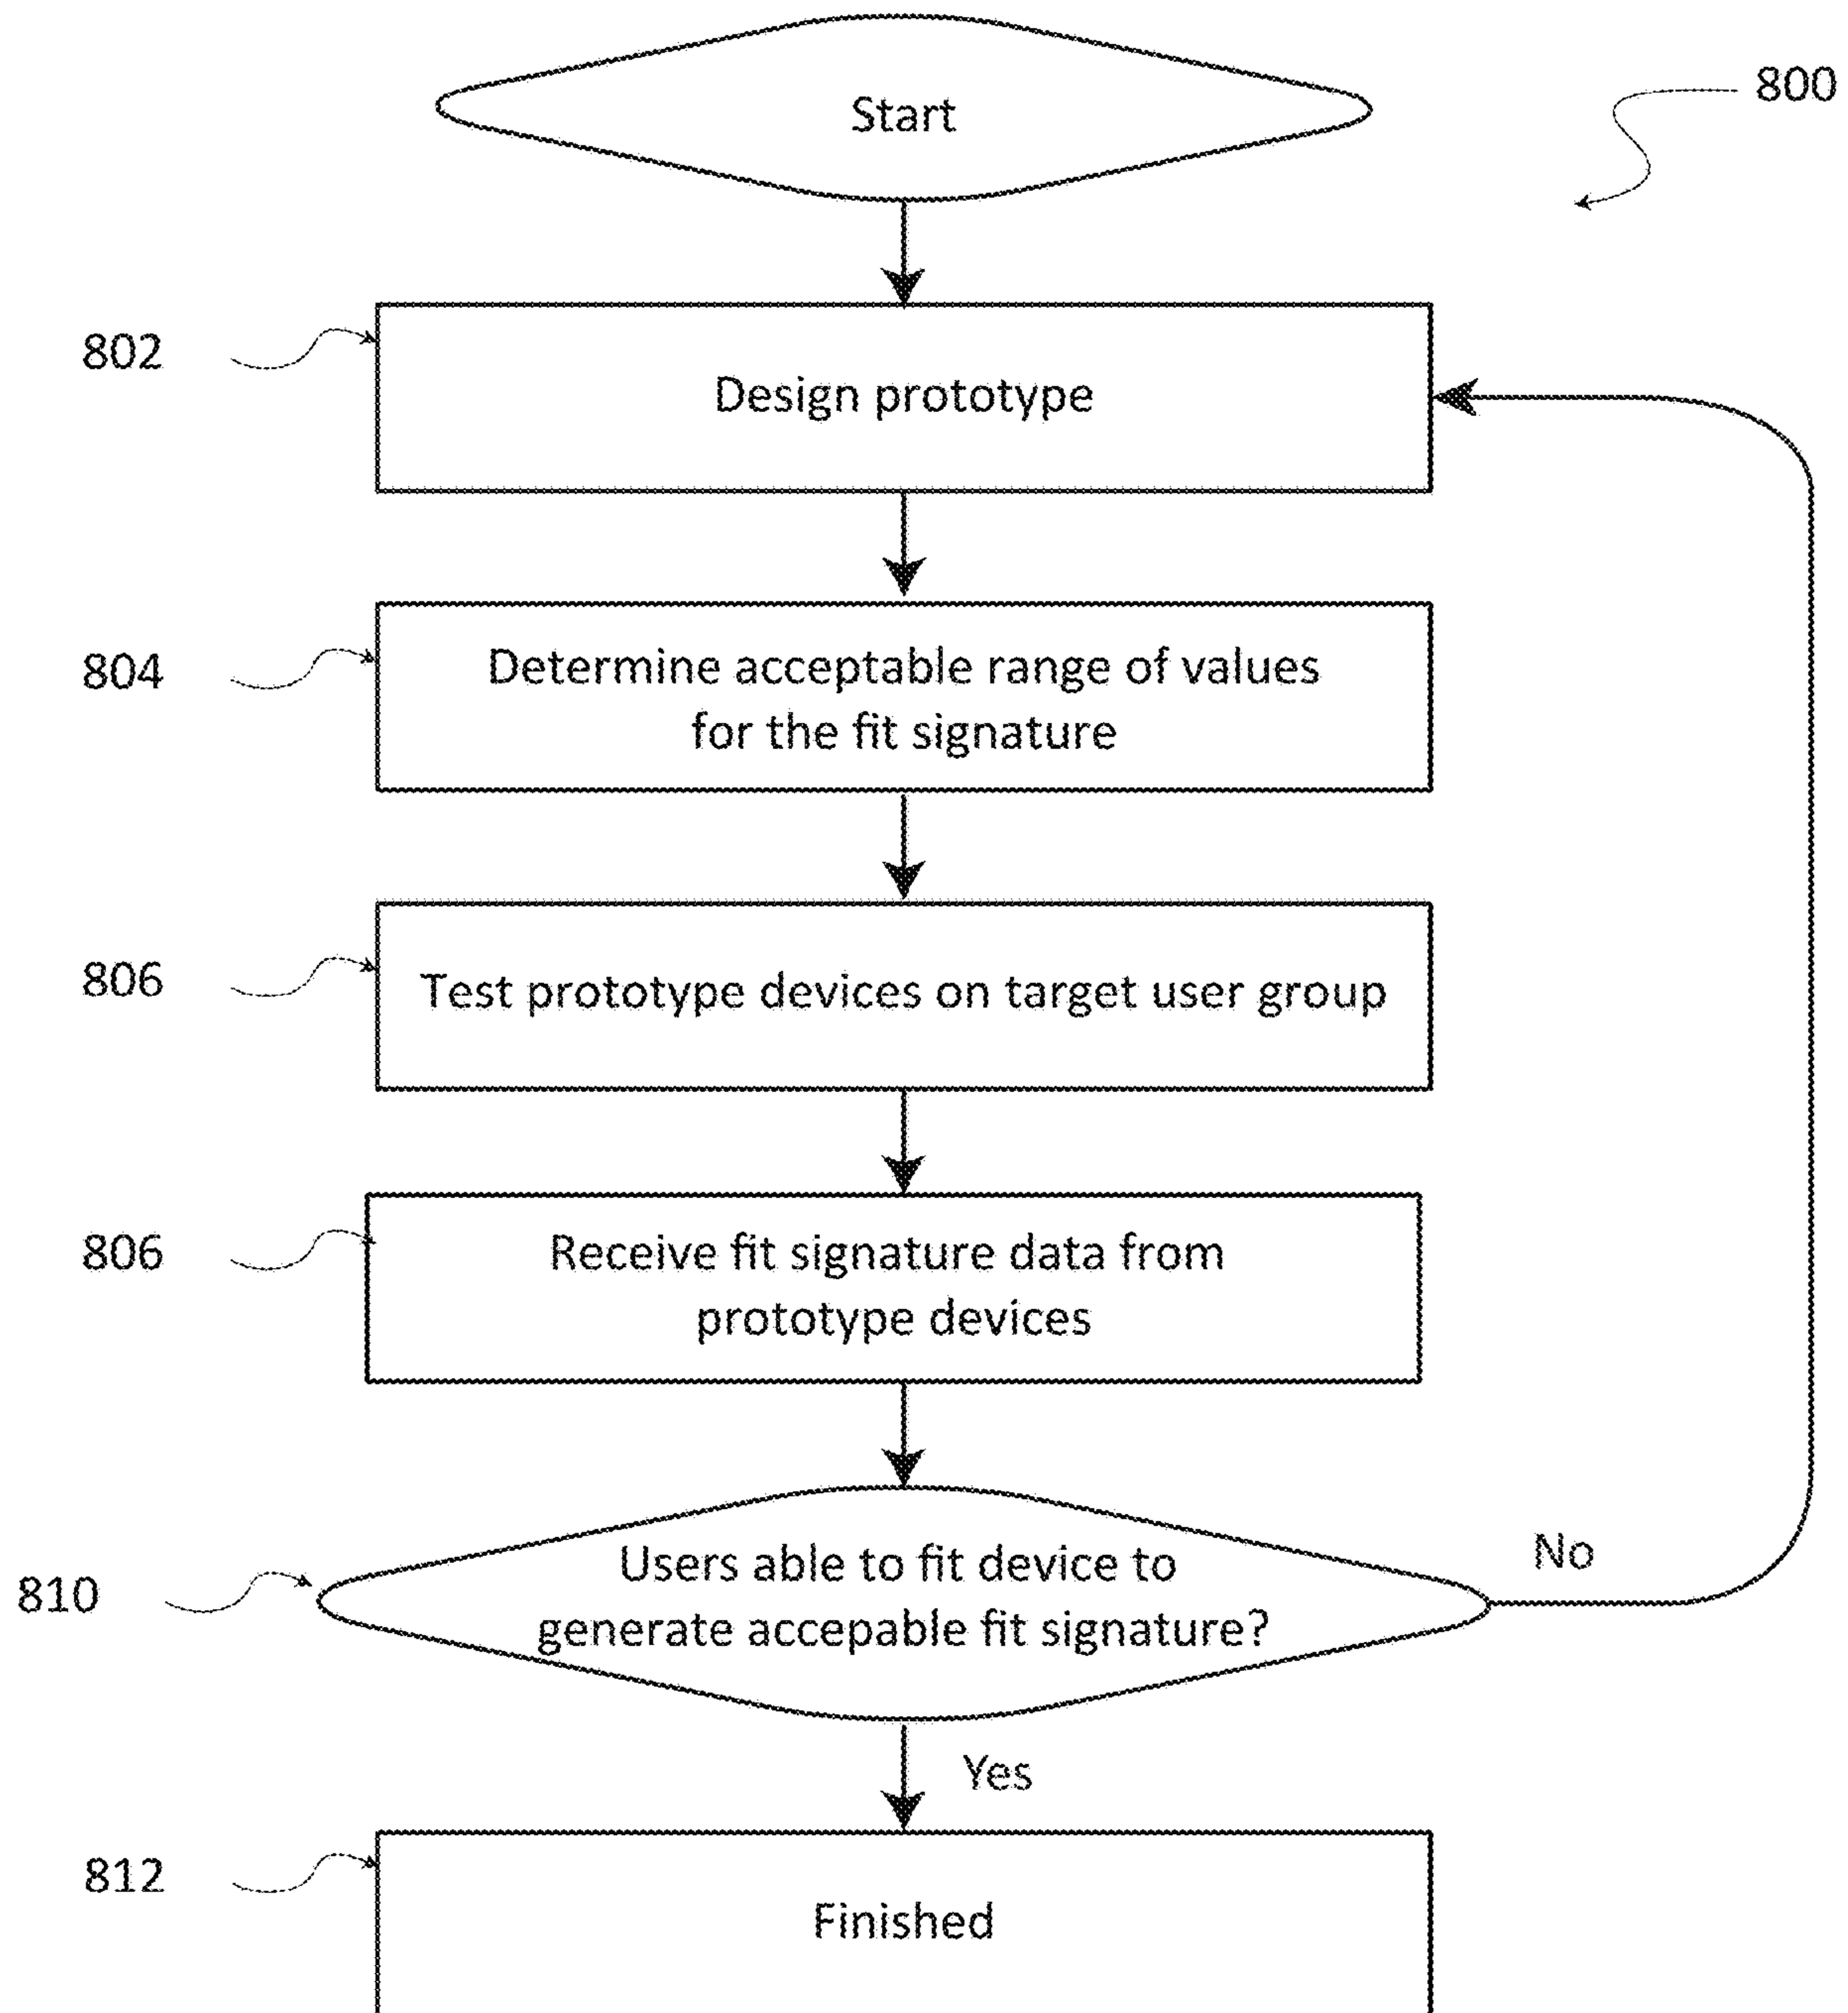 Start
800
802
Design prototype
804
Determine acceptable range of values
for the fit signature
806
Test prototype devices on target user group
806
Receive fit signature data from
prototype devices
810
Users able to fit device to
generate accepable fit signature?
No
Yes
812
Finished